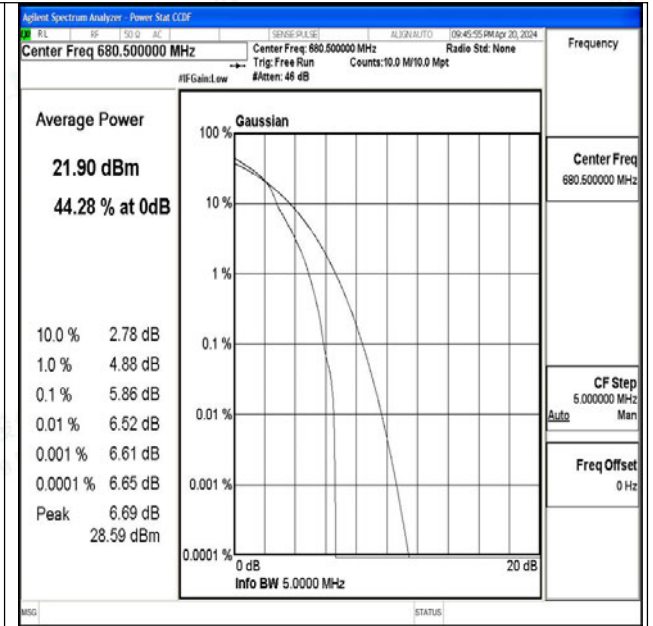 Agilent Spectrum Analyzer - Power Stat CCDF
RL RF 50 Ω AC SENSE:PULSE ALIGN AUTO 09:45:55 PM Apr 20, 2024
Center Freq 680.500000 MHz
Center Freq: 680.500000 MHz Radio Std: None
Trig: Free Run Counts:10.0 M/10.0 Mpt
#IFGain:Low #Atten: 46 dB
Frequency
Average Power
21.90 dBm
44.28 % at 0dB
10.0 % 2.78 dB
1.0 % 4.88 dB
0.1 % 5.86 dB
0.01 % 6.52 dB
0.001 % 6.61 dB
0.0001 % 6.65 dB
Peak 6.69 dB
28.59 dBm
Gaussian
100 %
10 %
1 %
0.1 %
0.01 %
0.001 %
0.0001 %
0 dB 20 dB
Info BW 5.0000 MHz
Center Freq
680.500000 MHz
CF Step
5.000000 MHz
Auto Man
Freq Offset
0 Hz
MSG STATUS